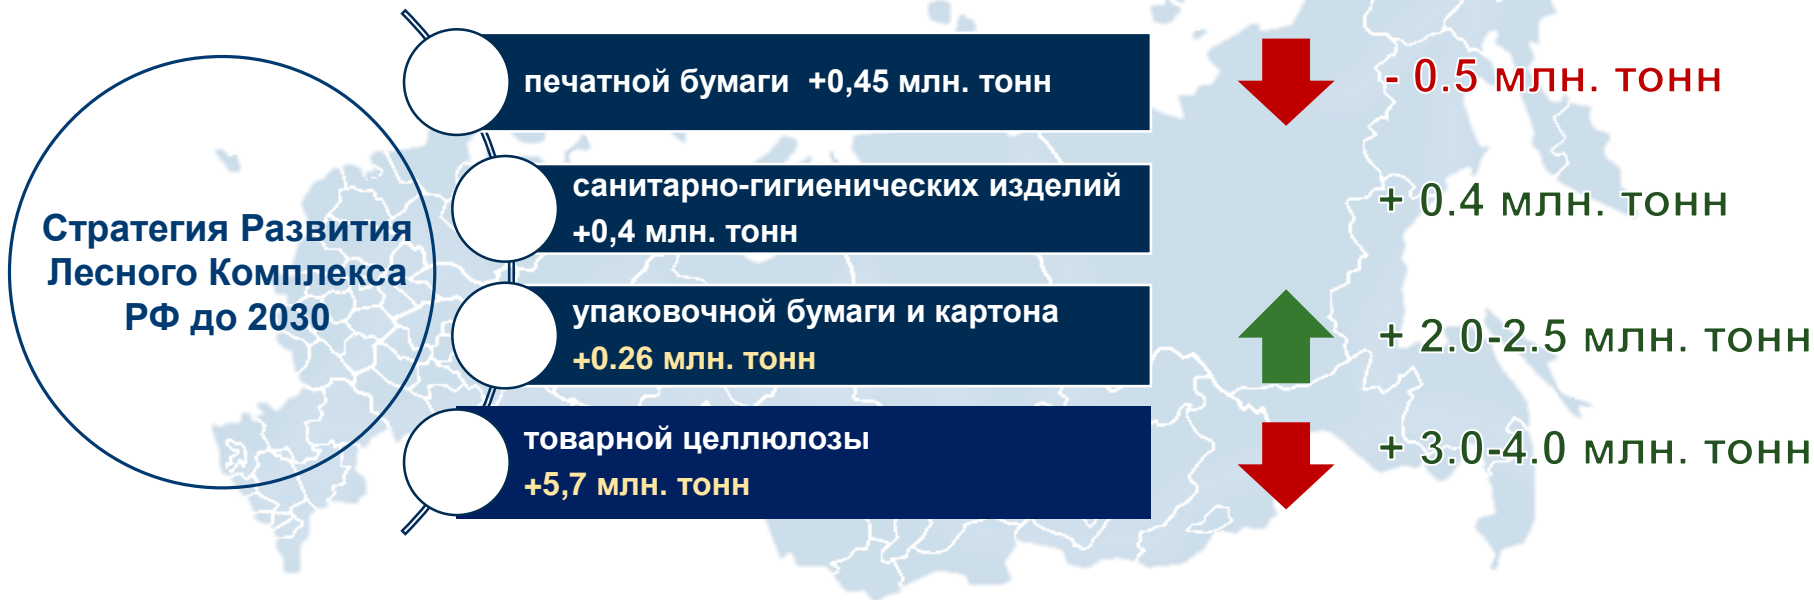 Стратегия Развития
Лесного Комплекса
РФ до 2030
печатной бумаги +0,45 млн. тонн
- 0.5 млн. тонн
санитарно-гигиенических изделий
+0,4 млн. тонн
+ 0.4 млн. тонн
упаковочной бумаги и картона
+0.26 млн. тонн
+ 2.0-2.5 млн. тонн
товарной целлюлозы
+5,7 млн. тонн
+ 3.0-4.0 млн. тонн